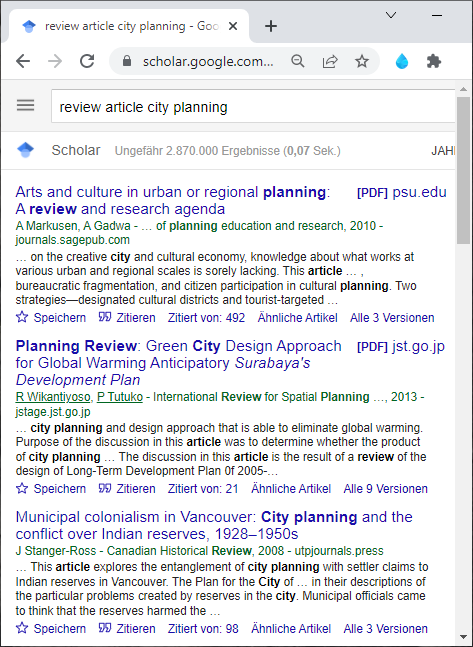 review article city planning - Goo
scholar.google.com...
review article city planning
Scholar
Ungefähr 2.870.000 Ergebnisse (0,07 Sek.)
JAH
Arts and culture in urban or regional planning:
[PDF] psu.edu
A review and research agenda
A Markusen, A Gadwa - … of planning education and research, 2010 -
journals.sagepub.com
… on the creative city and cultural economy, knowledge about what works at
various urban and regional scales is sorely lacking. This article … ,
bureaucratic fragmentation, and citizen participation in cultural planning. Two
strategies—designated cultural districts and tourist-targeted …
Speichern Zitieren Zitiert von: 492 Ähnliche Artikel Alle 3 Versionen
Planning Review: Green City Design Approach
[PDF] jst.go.jp
for Global Warming Anticipatory Surabaya's
Development Plan
R Wikantiyoso, P Tutuko - International Review for Spatial Planning …, 2013 -
jstage.jst.go.jp
… city planning and design approach that is able to eliminate global warming.
Purpose of the discussion in this article was to determine whether the product
of city planning … The discussion in this article is the result of a review of the
design of Long-Term Development Plan 0f 2005-…
Speichern Zitieren Zitiert von: 21 Ähnliche Artikel Alle 9 Versionen
Municipal colonialism in Vancouver: City planning and the
conflict over Indian reserves, 1928–1950s
J Stanger-Ross - Canadian Historical Review, 2008 - utpjournals.press
… This article explores the entanglement of city planning with settler claims to
Indian reserves in Vancouver. The Plan for the City of … in their descriptions of
the particular problems created by reserves in the city. Municipal officials came
to think that the reserves harmed the …
Speichern Zitieren Zitiert von: 98 Ähnliche Artikel Alle 3 Versionen